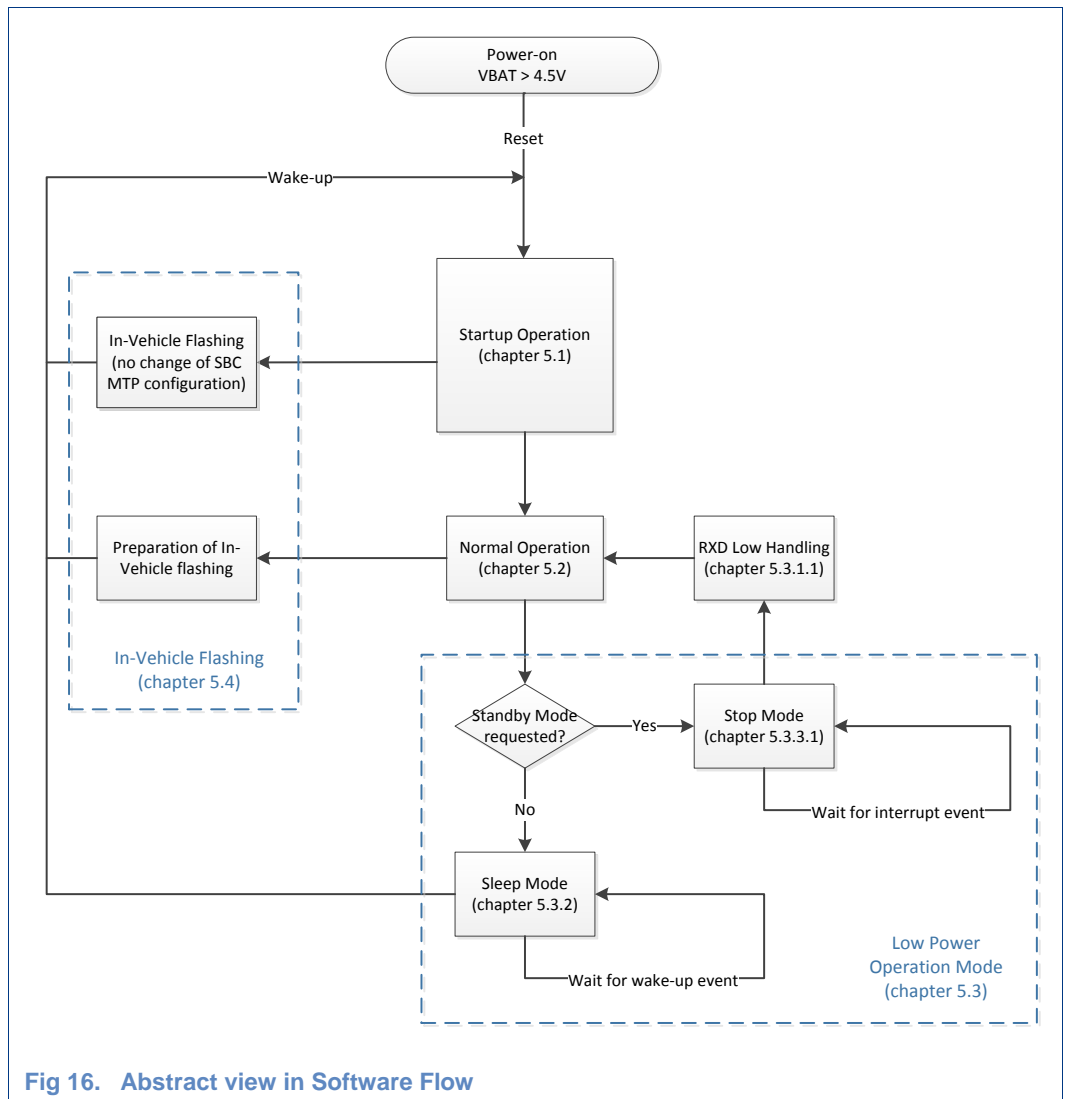 Power-on
VBAT > 4.5V
Reset
Wake-up
Startup Operation
(chapter 5.1)
In-Vehicle Flashing
(no change of SBC
MTP configuration)
Preparation of In-
Vehicle flashing
Normal Operation
(chapter 5.2)
RXD Low Handling
(chapter 5.3.1.1)
In-Vehicle Flashing
(chapter 5.4)
Standby Mode
requested?
Yes
Stop Mode
(chapter 5.3.3.1)
No
Wait for interrupt event
Sleep Mode
(chapter 5.3.2)
Wait for wake-up event
Low Power
Operation Mode
(chapter 5.3)
Fig 16. Abstract view in Software Flow